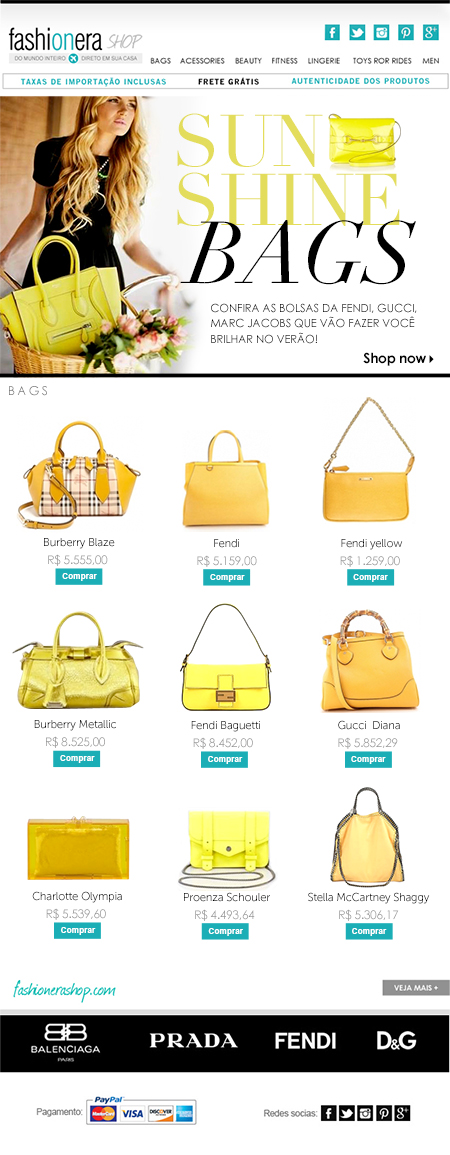 fashionera SHOP
DO MUNDO INTEIRO DIRETO EM SUA CASA
BAGS ACESSORIES BEAUTY FITNESS LINGERIE TOYS ROR RIDES MEN
TAXAS DE IMPORTAÇÃO INCLUSAS FRETE GRÁTIS AUTENTICIDADE DOS PRODUTOS
SUN
SHINE
BAGS
CONFIRA AS BOLSAS DA FENDI, GUCCI,
MARC JACOBS QUE VÃO FAZER VOCÊ
BRILHAR NO VERÃO!
Shop now
BAGS
Burberry Blaze Fendi Fendi yellow
R$ 5.555,00 R$ 5.159,00 R$ 1.259,00
Comprar Comprar Comprar
Burberry Metallic Fendi Baguetti Gucci Diana
R$ 8.525,00 R$ 8.452,00 R$ 5.852,29
Comprar Comprar Comprar
Charlotte Olympia Proenza Schouler Stella McCartney Shaggy
R$ 5.539,60 R$ 4.493,64 R$ 5.306,17
Comprar Comprar Comprar
fashionerashop.com VEJA MAIS +
BALENCIAGA PRADA FENDI D&G
PARIS
Pagamento: PayPal MasterCard VISA DISCOVER Redes sociais: